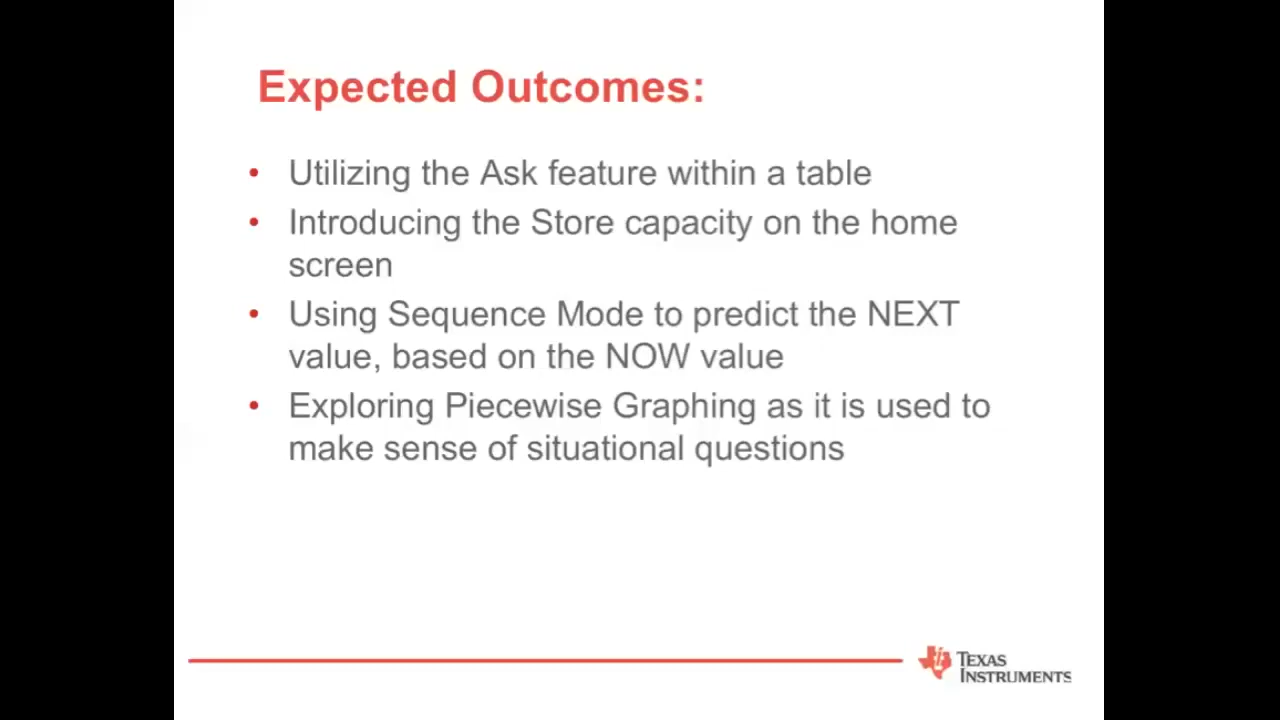 Expected Outcomes:
• Utilizing the Ask feature within a table
• Introducing the Store capacity on the home
screen
• Using Sequence Mode to predict the NEXT
value, based on the NOW value
• Exploring Piecewise Graphing as it is used to
make sense of situational questions
TEXAS
INSTRUMENTS